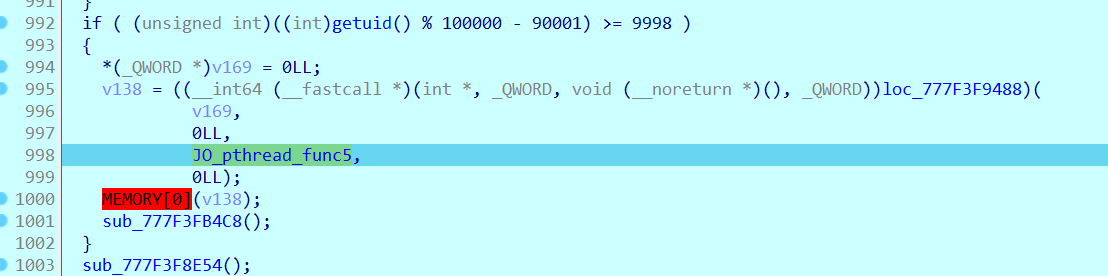 991 }
992 if ( (unsigned int)((int)getuid() % 100000 - 90001) >= 9998 )
993 {
994 *(_QWORD *)v169 = 0LL;
995 v138 = ((__int64 (__fastcall *)(int *, _QWORD, void (__noreturn *)(), _QWORD))loc_777F3F9488)(
996 v169,
997 0LL,
998 JO_pthread_func5,
999 0LL);
1000 MEMORY[0](v138);
1001 sub_777F3FB4C8();
1002 }
1003 sub_777F3F8E54();